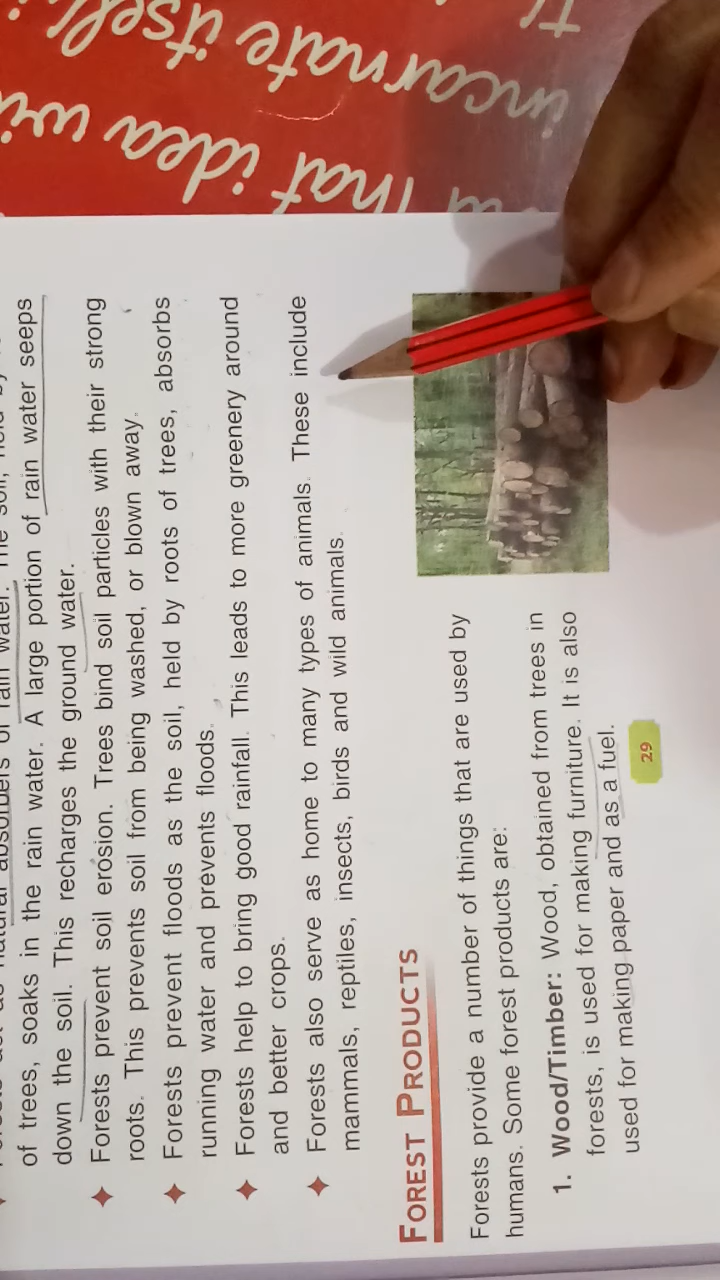 of trees, soaks in the rain water. A large portion of rain water seeps
down the soil. This recharges the ground water.
✦ Forests prevent soil erosion. Trees bind soil particles with their strong
roots. This prevents soil from being washed, or blown away.
✦ Forests prevent floods as the soil, held by roots of trees, absorbs
running water and prevents floods.
✦ Forests help to bring good rainfall. This leads to more greenery around
and better crops.
✦ Forests also serve as home to many types of animals. These include
mammals, reptiles, insects, birds and wild animals.
FOREST PRODUCTS
Forests provide a number of things that are used by
humans. Some forest products are:
1. Wood/Timber: Wood, obtained from trees in
forests, is used for making furniture. It is also
used for making paper and as a fuel.
29
that idea
incarnate itself